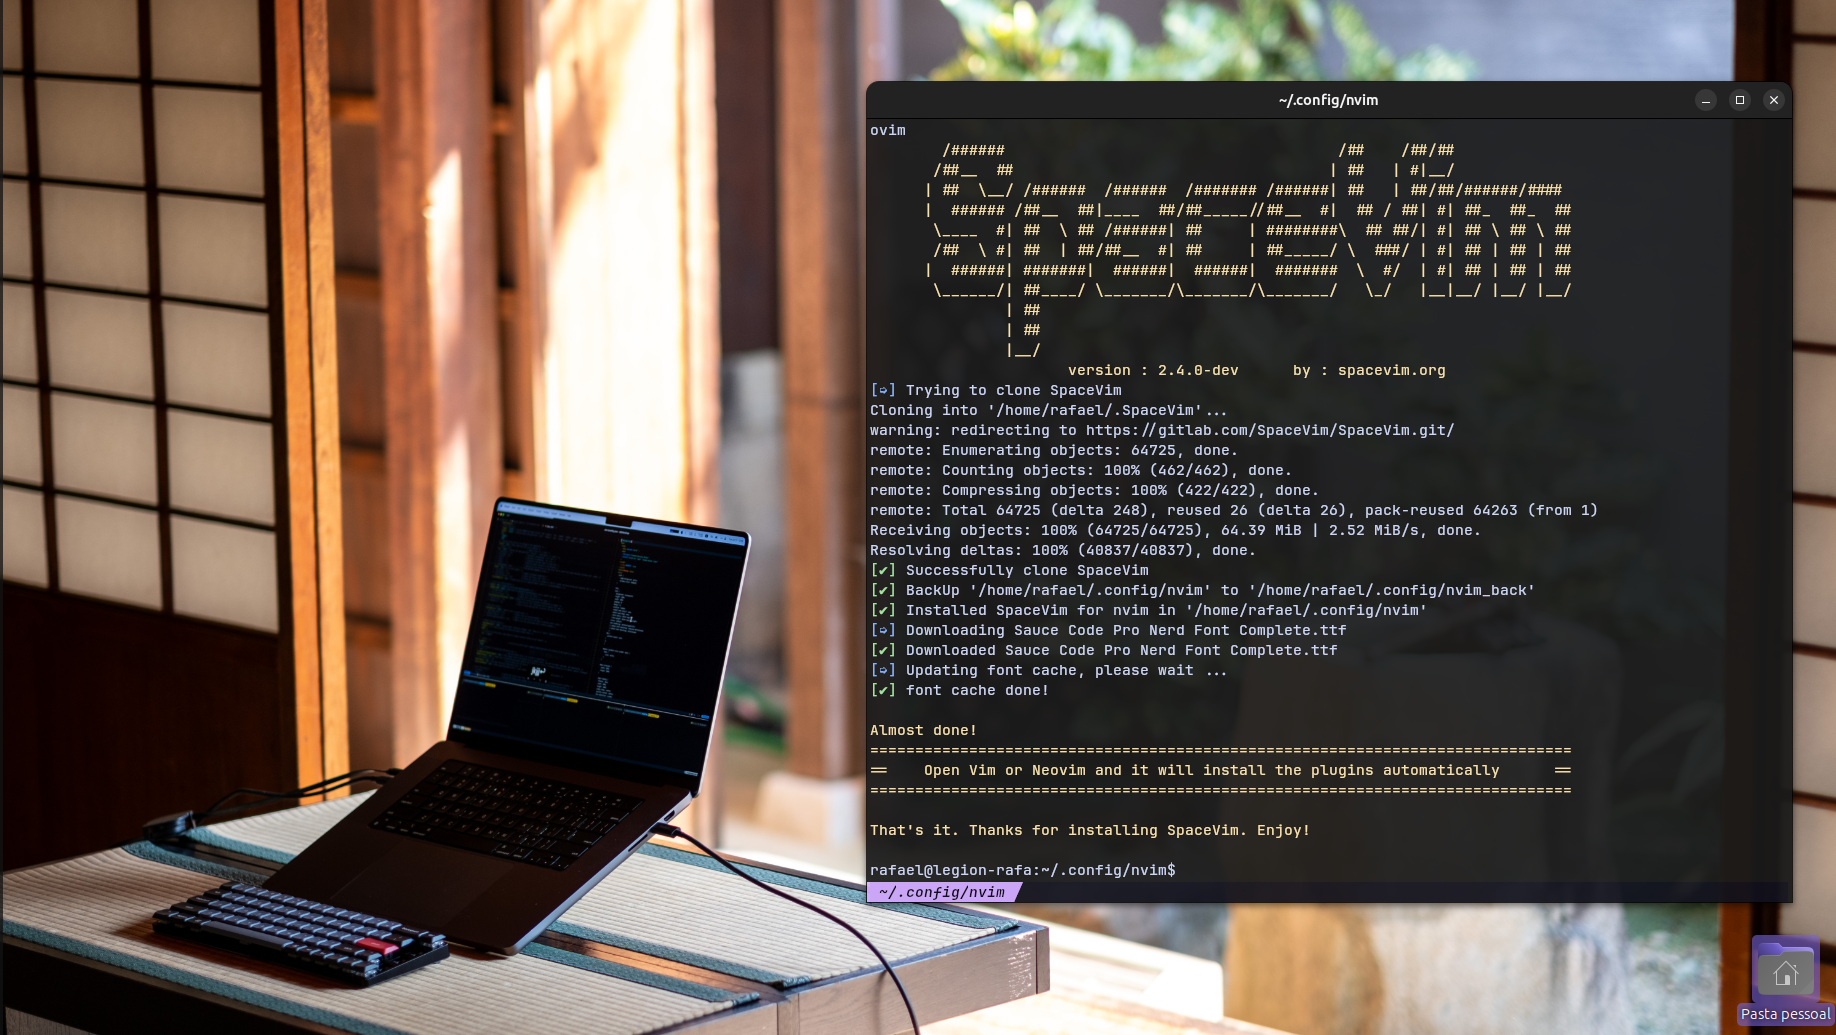 ~/.config/nvim
ovim
       /######                                     /##    /##/##
      /##__  ##                                   | ##   | #|__/
     | ##  \__/ /######  /######  /####### /######| ##   | ##/##/######/####
     |  ###### /##__  ##|____  ##/##_____//##__  #|  ## / ##| #| ##_  ##_  ##
      \____  #| ##  \ ## /######| ##     | ########\  ## ##/| #| ## \ ## \ ##
      /##  \ #| ##  | ##/##__  #| ##     | ##_____/ \  ###/ | #| ## | ## | ##
     |  ######| #######|  ######|  ######|  #######  \  #/  | #| ## | ## | ##
      \______/| ##____/ \_______/\_______/\_______/   \_/   |__|__/ |__/ |__/
              | ##
              | ##
              |__/
                      version : 2.4.0-dev      by : spacevim.org
[➭] Trying to clone SpaceVim
Cloning into '/home/rafael/.SpaceVim'...
warning: redirecting to https://gitlab.com/SpaceVim/SpaceVim.git/
remote: Enumerating objects: 64725, done.
remote: Counting objects: 100% (462/462), done.
remote: Compressing objects: 100% (422/422), done.
remote: Total 64725 (delta 248), reused 26 (delta 26), pack-reused 64263 (from 1)
Receiving objects: 100% (64725/64725), 64.39 MiB | 2.52 MiB/s, done.
Resolving deltas: 100% (40837/40837), done.
[✔] Successfully clone SpaceVim
[✔] BackUp '/home/rafael/.config/nvim' to '/home/rafael/.config/nvim_back'
[✔] Installed SpaceVim for nvim in '/home/rafael/.config/nvim'
[➭] Downloading Sauce Code Pro Nerd Font Complete.ttf
[✔] Downloaded Sauce Code Pro Nerd Font Complete.ttf
[➭] Updating font cache, please wait ...
[✔] font cache done!
Almost done!
==============================================================================
==    Open Vim or Neovim and it will install the plugins automatically      ==
==============================================================================
That's it. Thanks for installing SpaceVim. Enjoy!
rafael@legion-rafa:~/.config/nvim$
~/.config/nvim
Pasta pessoal